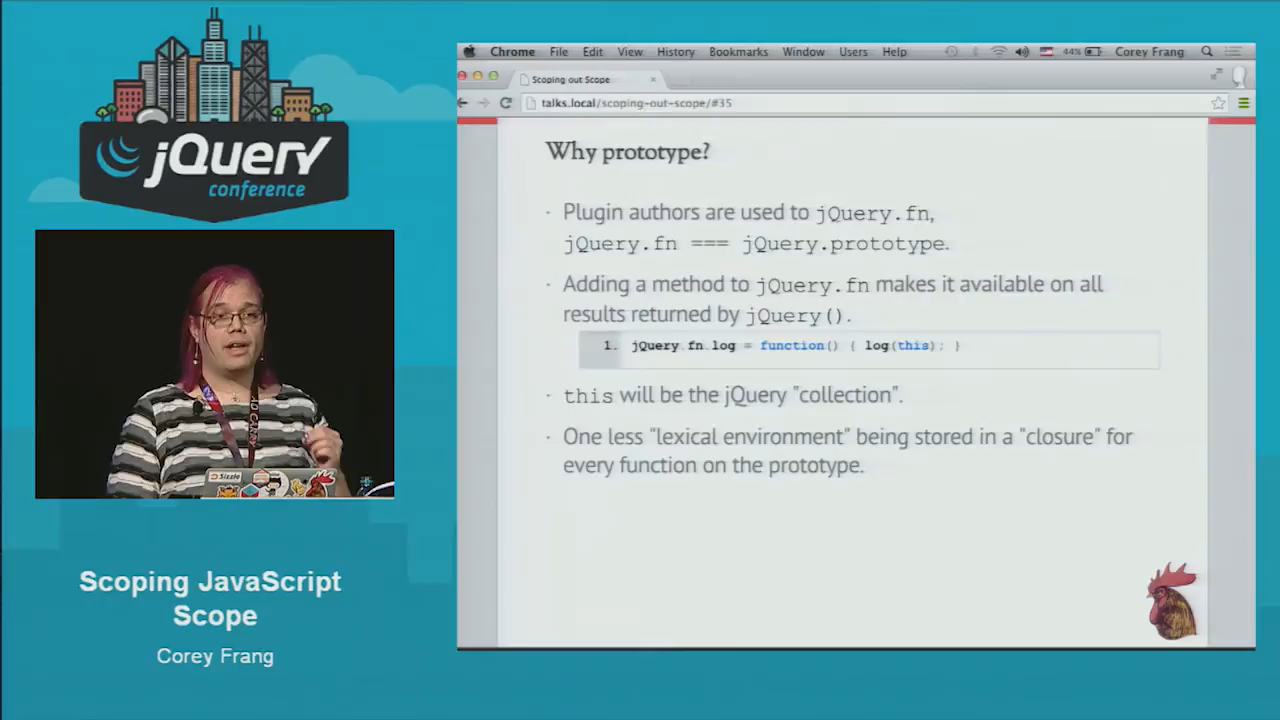 jQuery
conference
Scoping JavaScript
Scope
Corey Frang
Chrome File Edit View History Bookmarks Window Users Help 44% Corey Frang
Scoping out Scope
talks.local/scoping-out-scope/#35
Why prototype?
· Plugin authors are used to jQuery.fn,
jQuery.fn === jQuery.prototype.
· Adding a method to jQuery.fn makes it available on all
results returned by jQuery().
1. jQuery.fn.log = function() { log(this); }
· this will be the jQuery "collection".
· One less "lexical environment" being stored in a "closure" for
every function on the prototype.
Sizzle